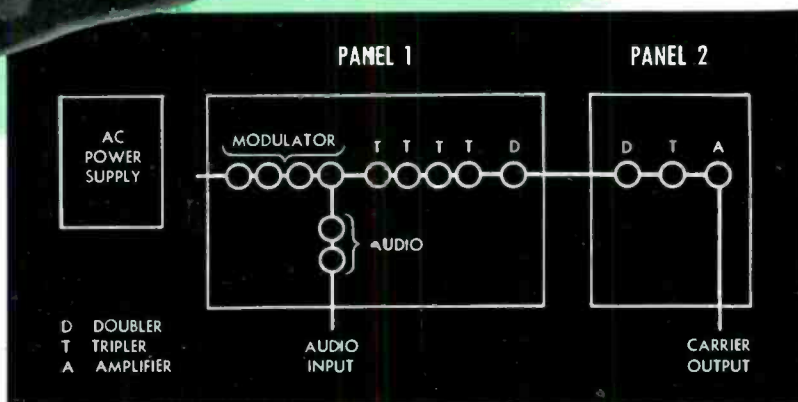 PANEL 1
PANEL 2
AC
POWER
SUPPLY
MODULATOR
T T T T D
D T A
AUDIO
D DOUBLER
T TRIPLER
A AMPLIFIER
AUDIO
INPUT
CARRIER
OUTPUT